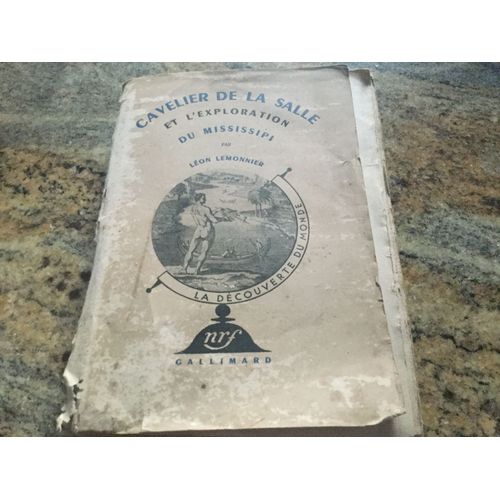 CAVELIER DE LA SALLE
ET L'EXPLORATION
DU MISSISSIPI
PAR
LÉON LEMONNIER
LA DÉCOUVERTE DU MONDE
nrf
GALLIMARD